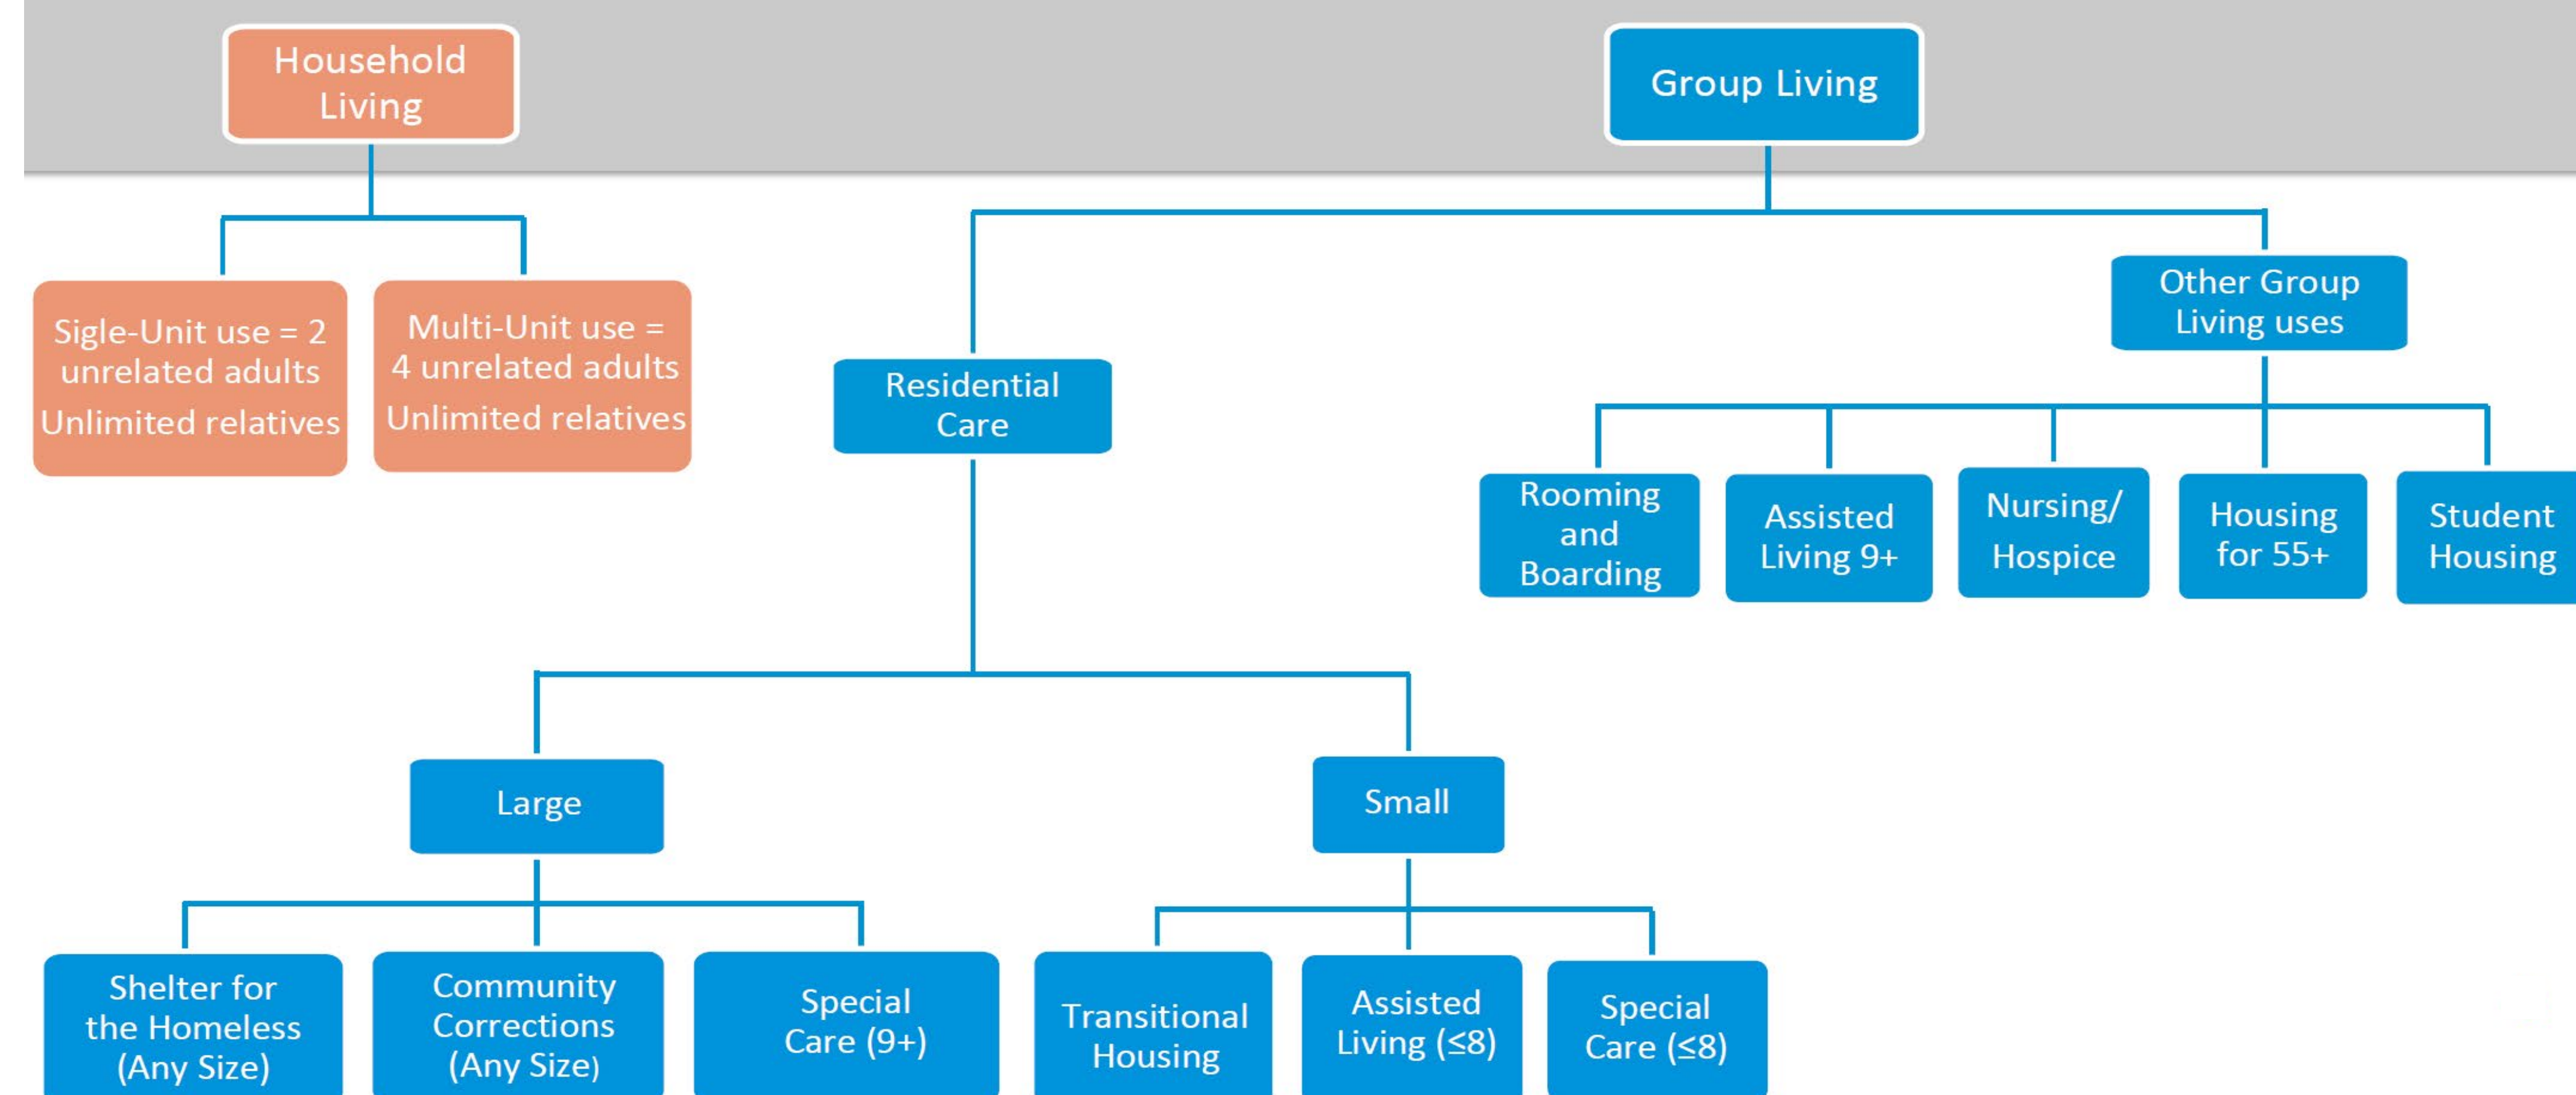 Household
Living
Group Living
Sigle-Unit use = 2
unrelated adults
Unlimited relatives
Multi-Unit use =
4 unrelated adults
Unlimited relatives
Residential
Care
Other Group
Living uses
Rooming
and
Boarding
Assisted
Living 9+
Nursing/
Hospice
Housing
for 55+
Student
Housing
Large
Small
Shelter for
the Homeless
(Any Size)
Community
Corrections
(Any Size)
Special
Care (9+)
Transitional
Housing
Assisted
Living (≤8)
Special
Care (≤8)